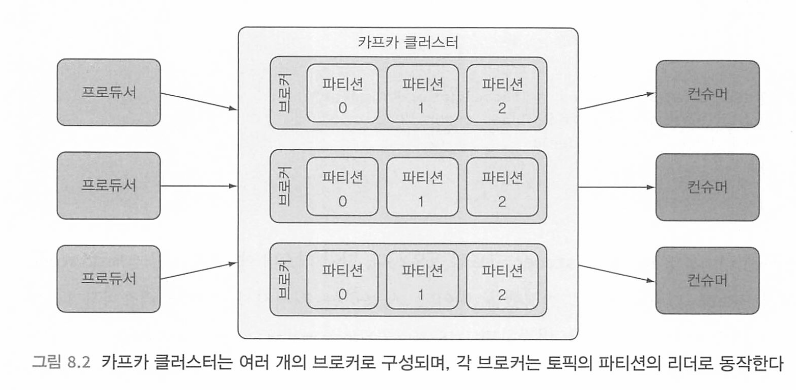 카프카 클러스터
프로듀서
브로커
파티션
0
파티션
1
파티션
2
컨슈머
프로듀서
브로커
파티션
0
파티션
1
파티션
2
컨슈머
프로듀서
브로커
파티션
0
파티션
1
파티션
2
컨슈머
그림 8.2 카프카 클러스터는 여러 개의 브로커로 구성되며, 각 브로커는 토픽의 파티션의 리더로 동작한다